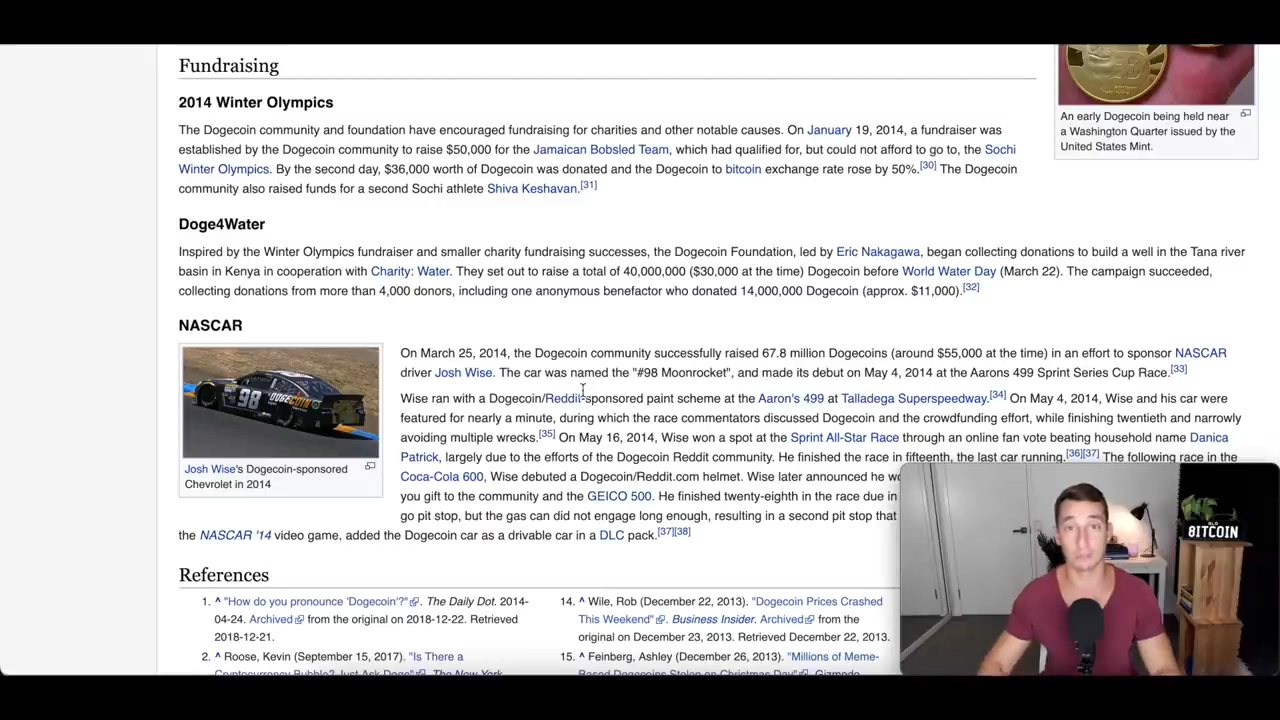 Fundraising
2014 Winter Olympics
The Dogecoin community and foundation have encouraged fundraising for charities and other notable causes. On January 19, 2014, a fundraiser was
established by the Dogecoin community to raise $50,000 for the Jamaican Bobsled Team, which had qualified for, but could not afford to go to, the Sochi
Winter Olympics. By the second day, $36,000 worth of Dogecoin was donated and the Dogecoin to bitcoin exchange rate rose by 50%.[30] The Dogecoin
community also raised funds for a second Sochi athlete Shiva Keshavan.[31]
An early Dogecoin being held near
a Washington Quarter issued by the
United States Mint.
Doge4Water
Inspired by the Winter Olympics fundraiser and smaller charity fundraising successes, the Dogecoin Foundation, led by Eric Nakagawa, began collecting donations to build a well in the Tana river
basin in Kenya in cooperation with Charity: Water. They set out to raise a total of 40,000,000 ($30,000 at the time) Dogecoin before World Water Day (March 22). The campaign succeeded,
collecting donations from more than 4,000 donors, including one anonymous benefactor who donated 14,000,000 Dogecoin (approx. $11,000).[32]
NASCAR
98 DOGECOIN
Josh Wise's Dogecoin-sponsored
Chevrolet in 2014
On March 25, 2014, the Dogecoin community successfully raised 67.8 million Dogecoins (around $55,000 at the time) in an effort to sponsor NASCAR
driver Josh Wise. The car was named the "#98 Moonrocket", and made its debut on May 4, 2014 at the Aarons 499 Sprint Series Cup Race.[33]
Wise ran with a Dogecoin/Reddit-sponsored paint scheme at the Aaron's 499 at Talladega Superspeedway.[34] On May 4, 2014, Wise and his car were
featured for nearly a minute, during which the race commentators discussed Dogecoin and the crowdfunding effort, while finishing twentieth and narrowly
avoiding multiple wrecks.[35] On May 16, 2014, Wise won a spot at the Sprint All-Star Race through an online fan vote beating household name Danica
Patrick, largely due to the efforts of the Dogecoin Reddit community. He finished the race in fifteenth, the last car running.[36][37] The following race in the
Coca-Cola 600, Wise debuted a Dogecoin/Reddit.com helmet. Wise later announced he wo
you gift to the community and the GEICO 500. He finished twenty-eighth in the race due in
go pit stop, but the gas can did not engage long enough, resulting in a second pit stop that
the NASCAR '14 video game, added the Dogecoin car as a drivable car in a DLC pack.[37][38]
References
1. ^ "How do you pronounce 'Dogecoin'?". The Daily Dot. 2014-
04-24. Archived from the original on 2018-12-22. Retrieved
2018-12-21.
2. ^ Roose, Kevin (September 15, 2017). "Is There a
Cryptocurrency Bubble? Just Ask Doge". The New York
14. ^ Wile, Rob (December 22, 2013). "Dogecoin Prices Crashed
This Weekend". Business Insider. Archived from the
original on December 23, 2013. Retrieved December 22, 2013.
15. ^ Feinberg, Ashley (December 26, 2013). "Millions of Meme-
Based Dogecoins Stolen on Christmas Day". Gizmodo
BITCOIN